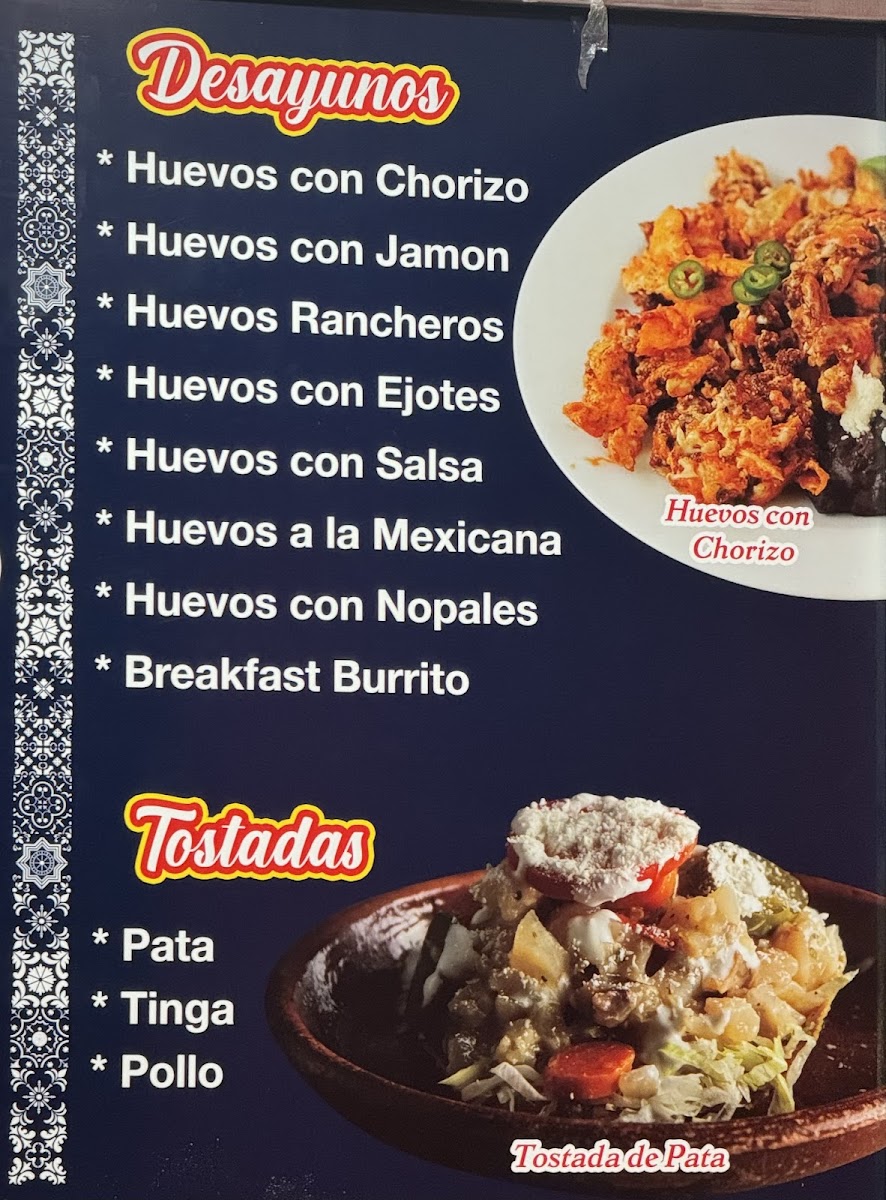 Desayunos
* Huevos con Chorizo
* Huevos con Jamon
* Huevos Rancheros
* Huevos con Ejotes
* Huevos con Salsa
* Huevos a la Mexicana
* Huevos con Nopales
* Breakfast Burrito
Huevos con
Chorizo
Tostadas
* Pata
* Tinga
* Pollo
Tostada de Pata